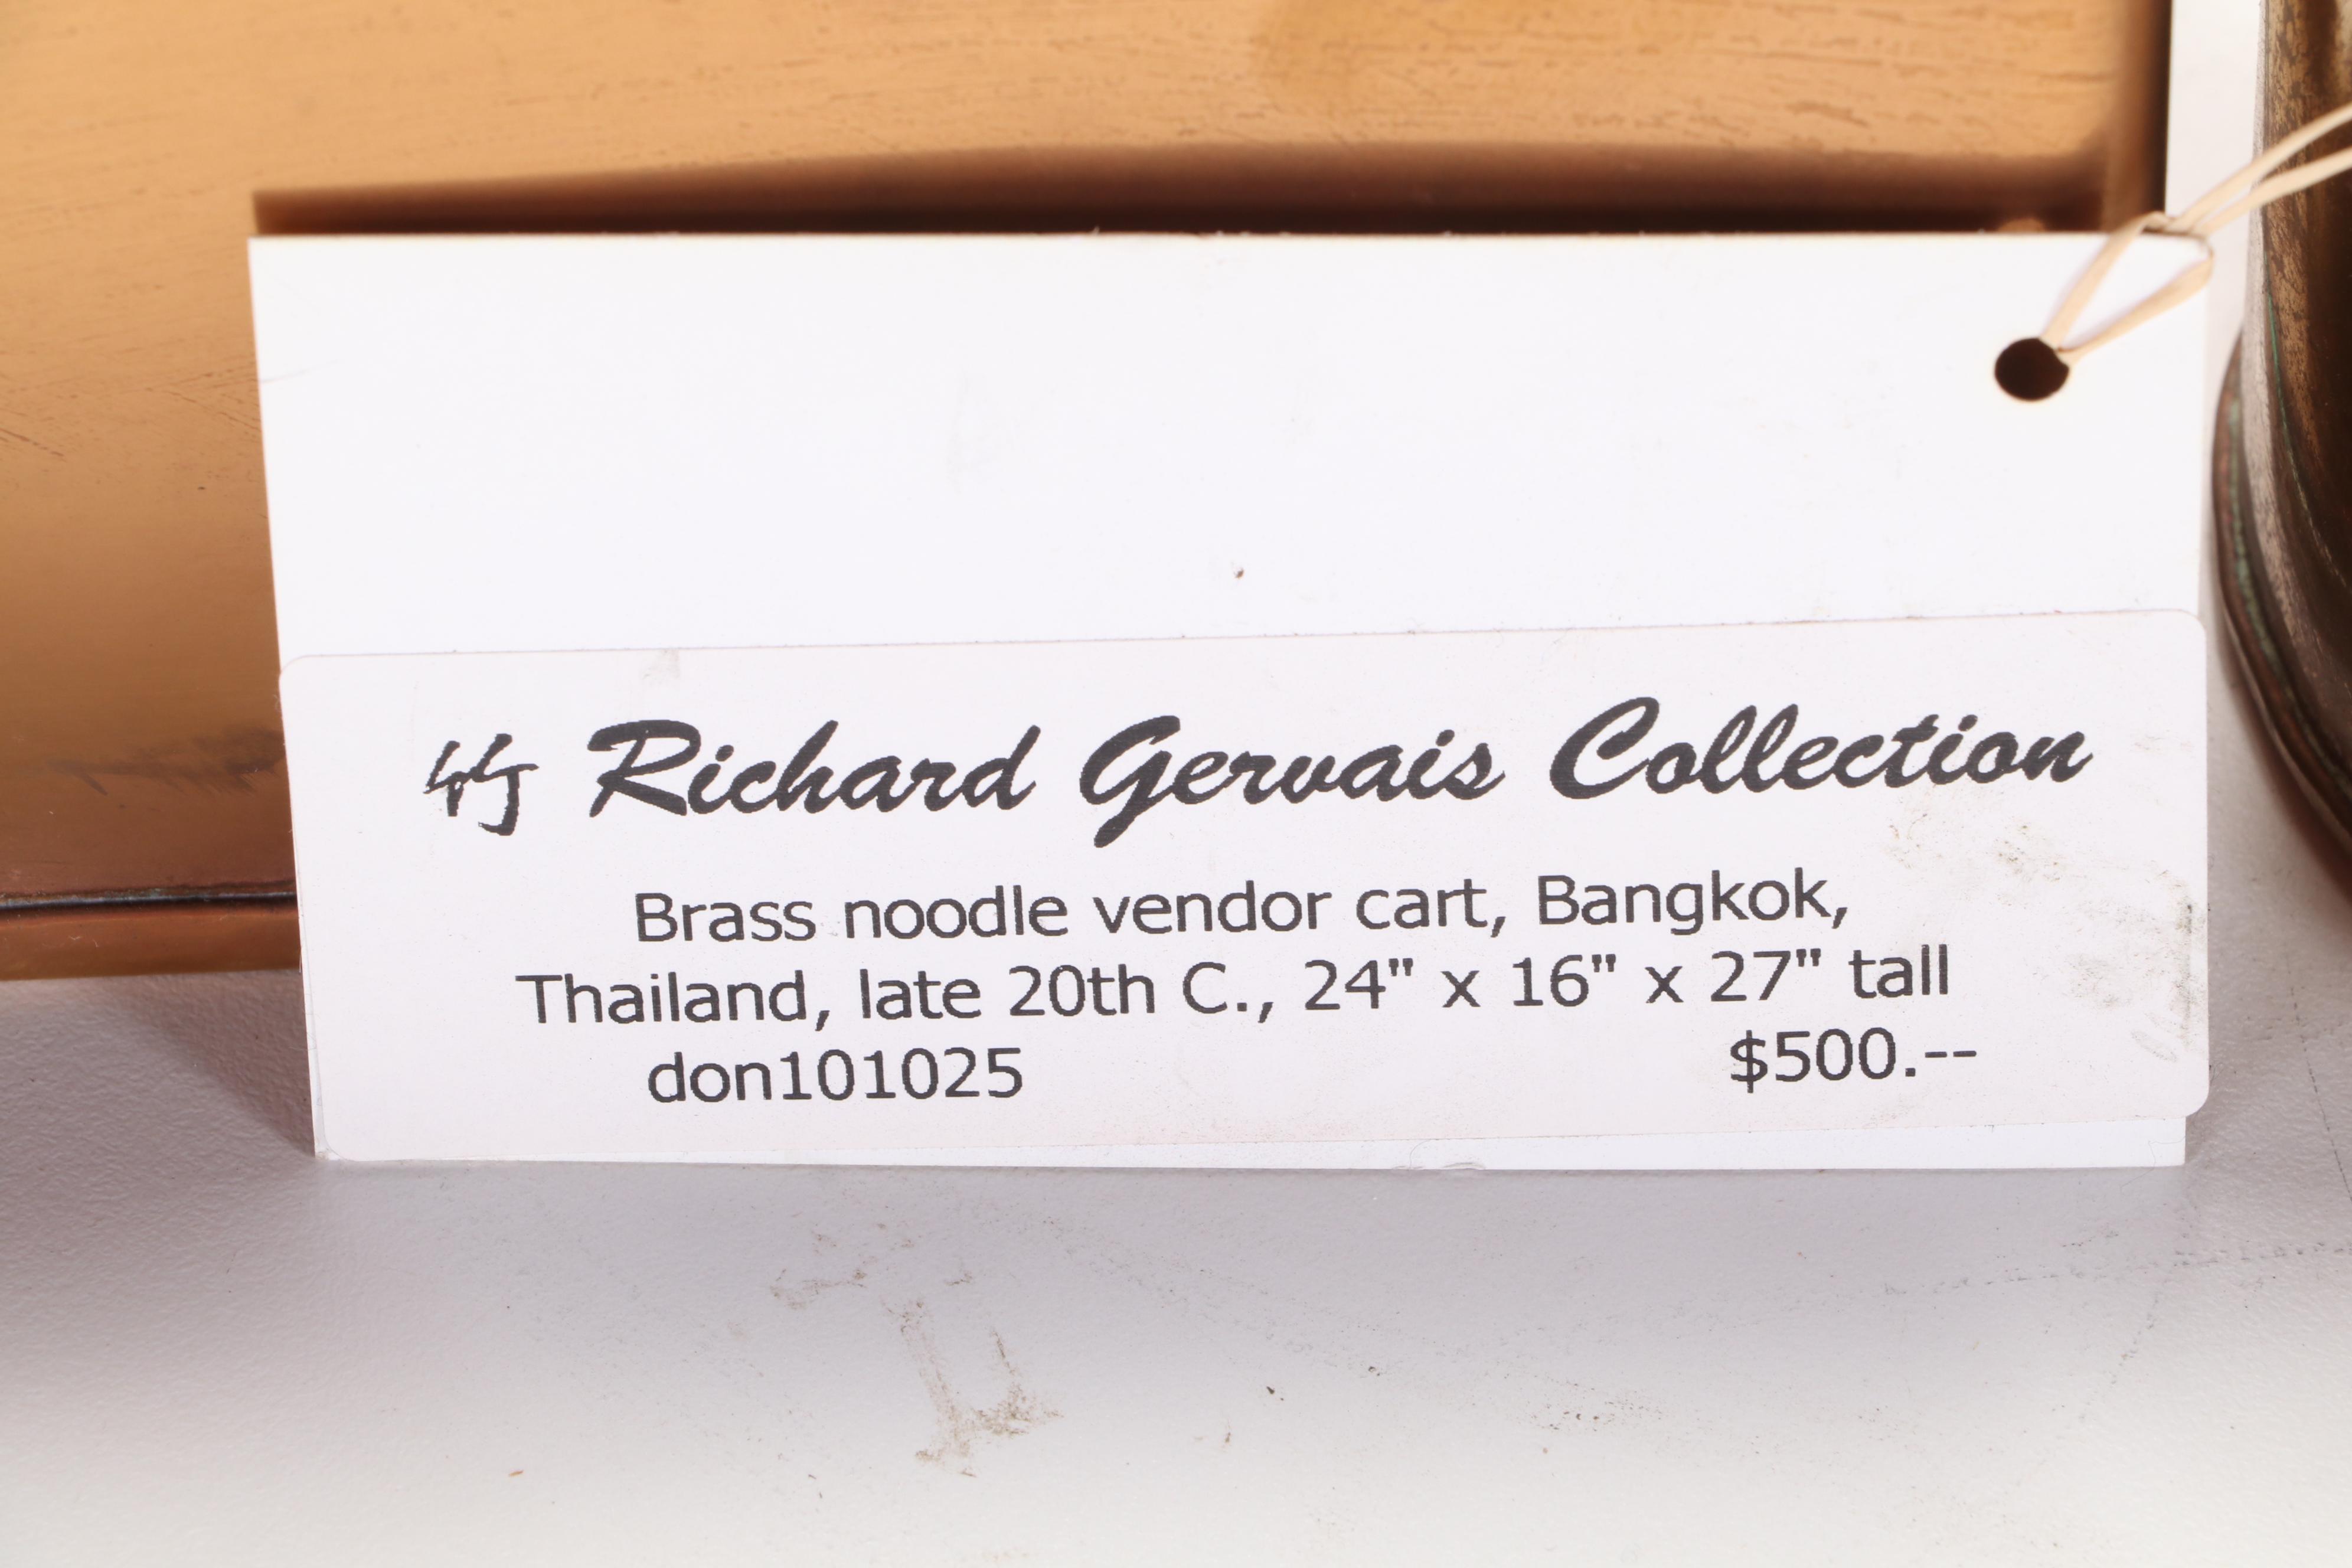 Richard Gervais Collection
Brass noodle vendor cart, Bangkok,
Thailand, late 20th C., 24" x 16" x 27" tall
don101025 $500.--